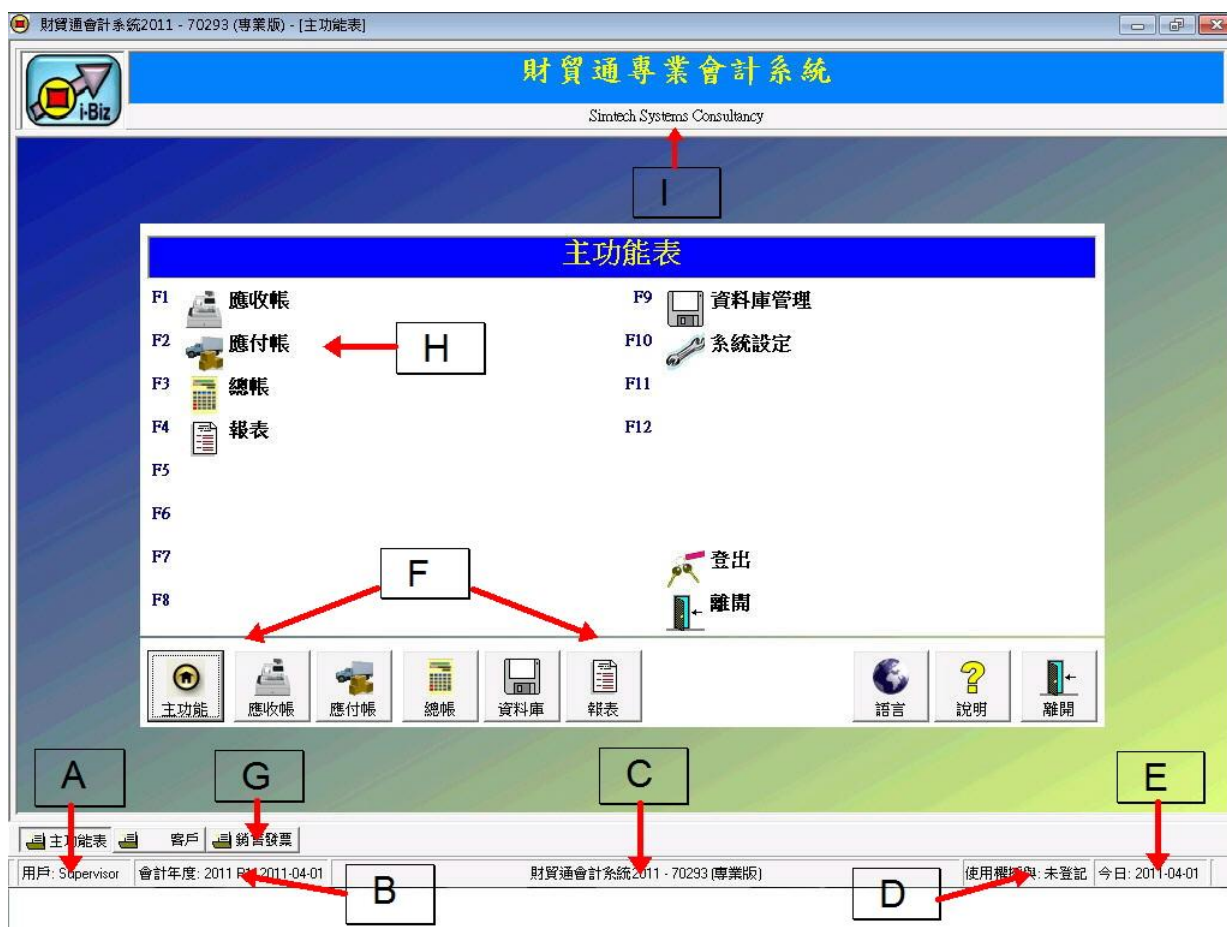 財貿通會計系統2011 - 70293 (專業版) - [主功能表]
i-Biz
財貿通專業會計系統
Simtech Systems Consultancy
I
主功能表
F1 應收帳
F9 資料庫管理
F2 應付帳
H
F10 系統設定
F3 總帳
F11
F4 報表
F12
F5
F6
F7
F
登出
F8
離開
主功能 應收帳 應付帳 總帳 資料庫 報表 語言 說明 離開
A
G
C
E
主功能表 客戶 銷售發票
用戶: Supervisor 會計年度: 2011 2011-04-01 財貿通會計系統2011 - 70293 (專業版) 使用權 未登記 今日: 2011-04-01
B
D